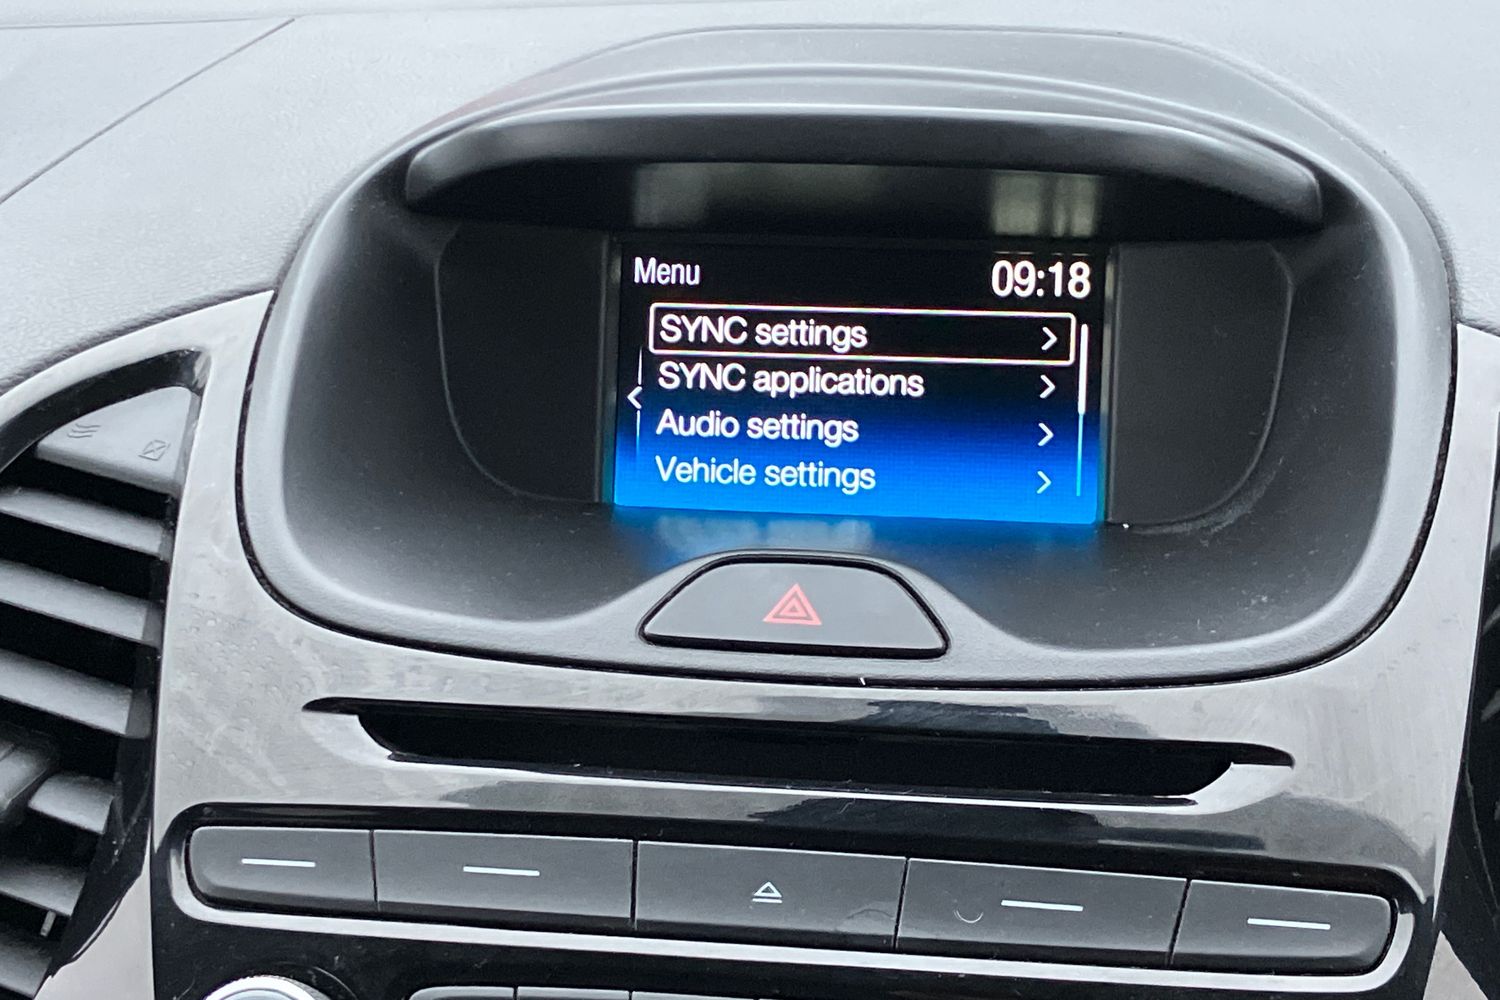 Menu 09:18
SYNC settings
SYNC applications
Audio settings
Vehicle settings